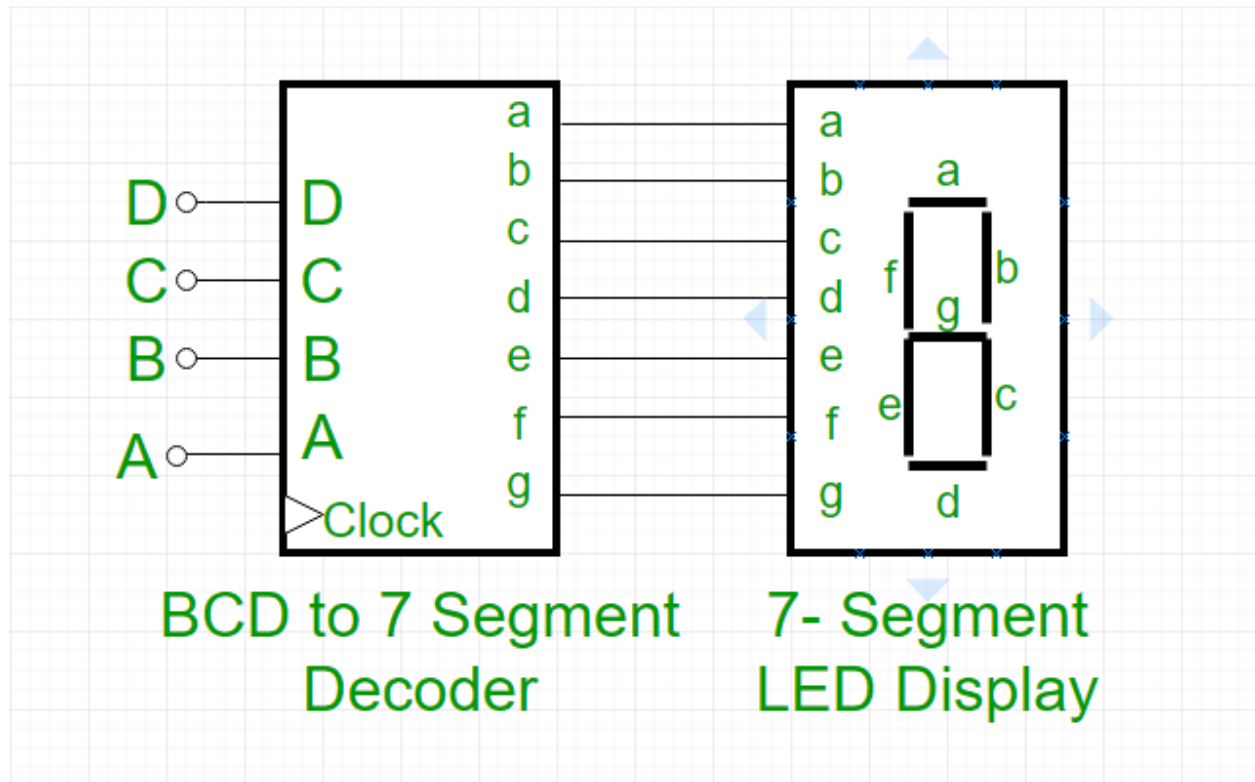 D
C
B
A
D
C
B
A
Clock
a
b
c
d
e
f
g
BCD to 7 Segment
Decoder
a
b
c
d
e
f
g
a
f
b
g
e
c
d
7- Segment
LED Display